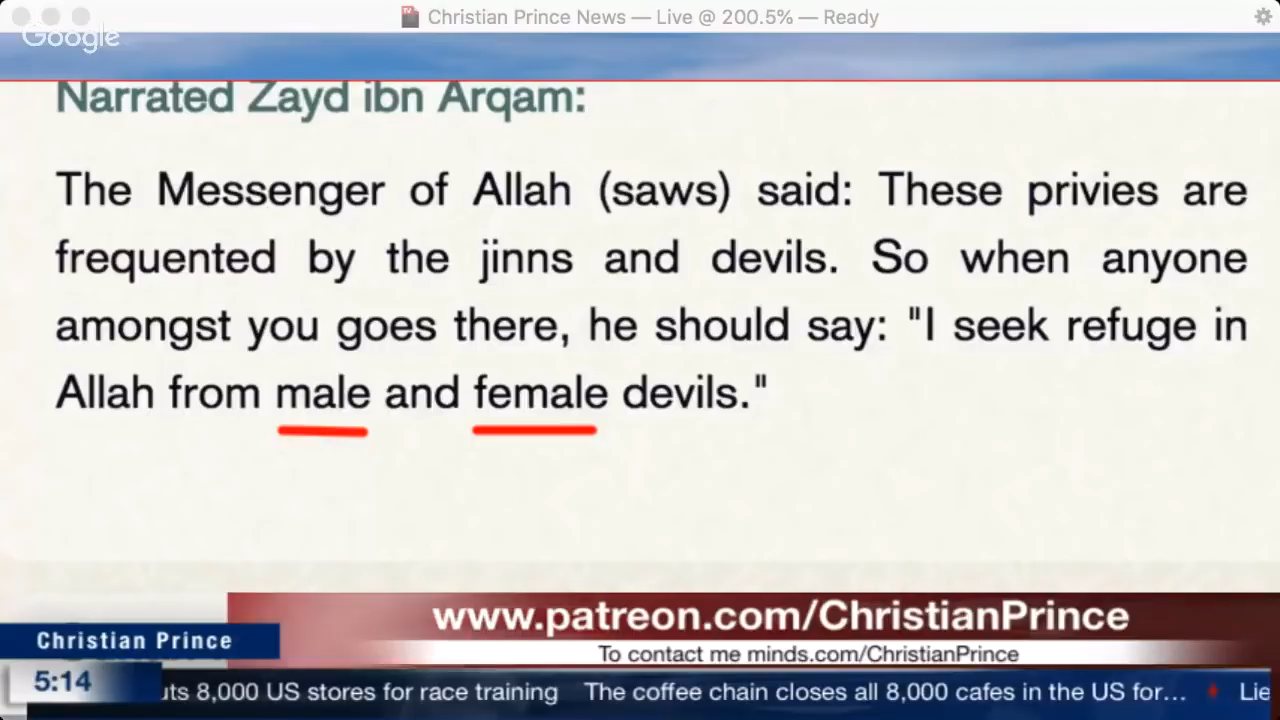 Christian Prince News — Live @ 200.5% — Ready
Google
Narrated Zayd ibn Arqam:
The Messenger of Allah (saws) said: These privies are
frequented by the jinns and devils. So when anyone
amongst you goes there, he should say: "I seek refuge in
Allah from male and female devils."
www.patreon.com/ChristianPrince
Christian Prince
To contact me minds.com/ChristianPrince
5:14
uts 8,000 US stores for race training The coffee chain closes all 8,000 cafes in the US for... Lie